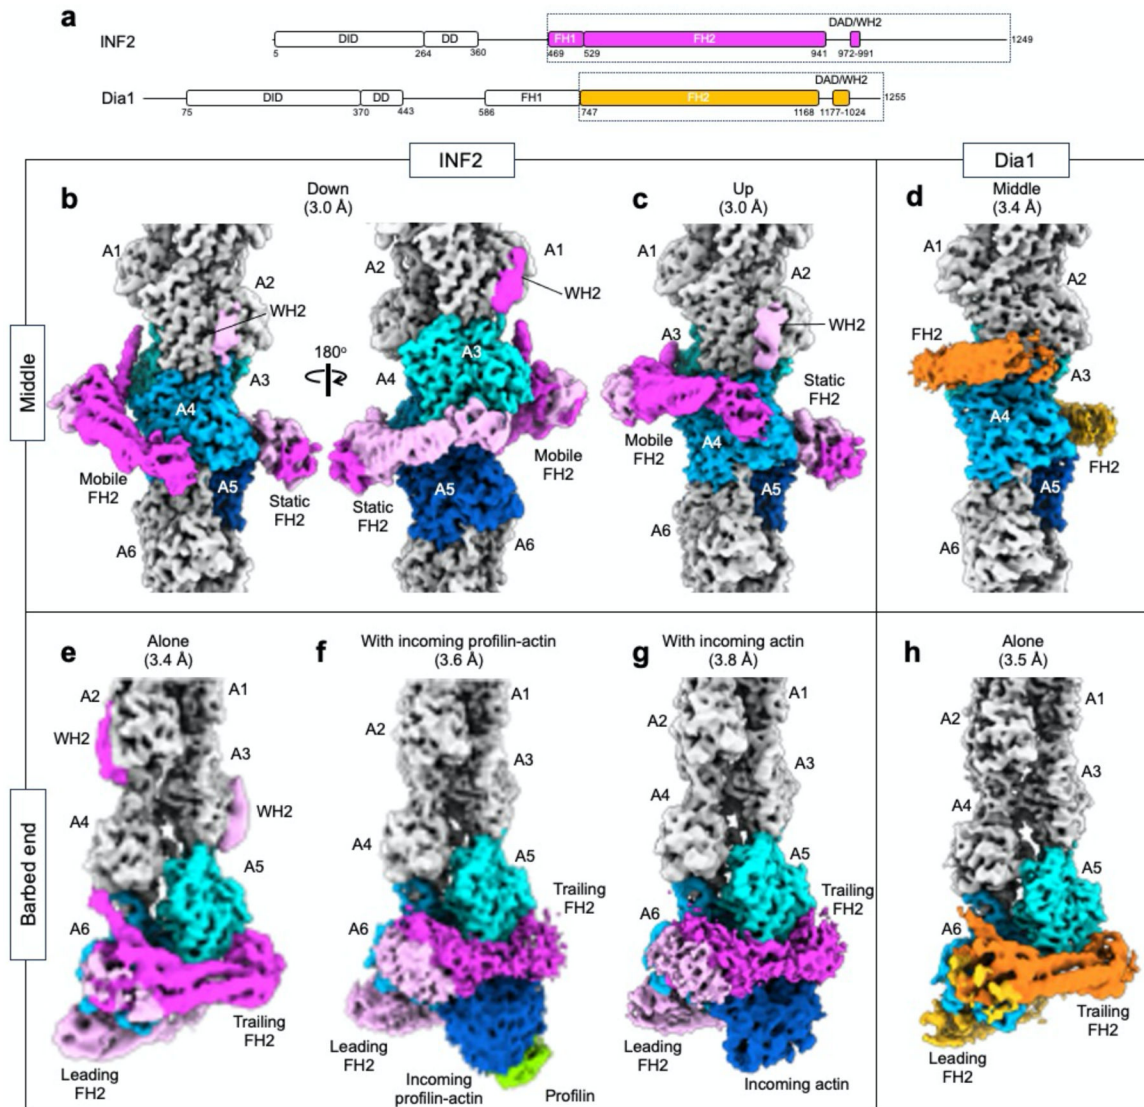 a
DAD/WH2
INF2
DID
DD
FH1
FH2
1249
5
264
360
469
529
941
972-991
DAD/WH2
Dia1
DID
DD
FH1
FH2
1255
75
370
443
586
747
1168
1177-1024
INF2
Dia1
b
Down
(3.0 Å)
c
Up
(3.0 Å)
d
Middle
(3.4 Å)
Middle
A1
A2
WH2
A3
A4
Mobile
FH2
A5
Static
FH2
A6
180º
A1
A2
WH2
A3
A4
Mobile
FH2
A5
Static
FH2
A6
A1
A2
WH2
A3
Static
FH2
Mobile
FH2
A4
A5
A6
A1
A2
FH2
A3
A4
FH2
A5
A6
Barbed end
e
Alone
(3.4 Å)
f
With incoming profilin-actin
(3.6 Å)
g
With incoming actin
(3.8 Å)
h
Alone
(3.5 Å)
A2
A1
WH2
A3
WH2
A4
A5
A6
Trailing
FH2
Leading
FH2
A1
A2
A3
A4
A5
Trailing
FH2
A6
Leading
FH2
Incoming
profilin-actin
Profilin
A1
A2
A3
A4
A5
Trailing
FH2
A6
Leading
FH2
Incoming actin
A1
A2
A3
A4
A5
A6
Trailing
FH2
Leading
FH2